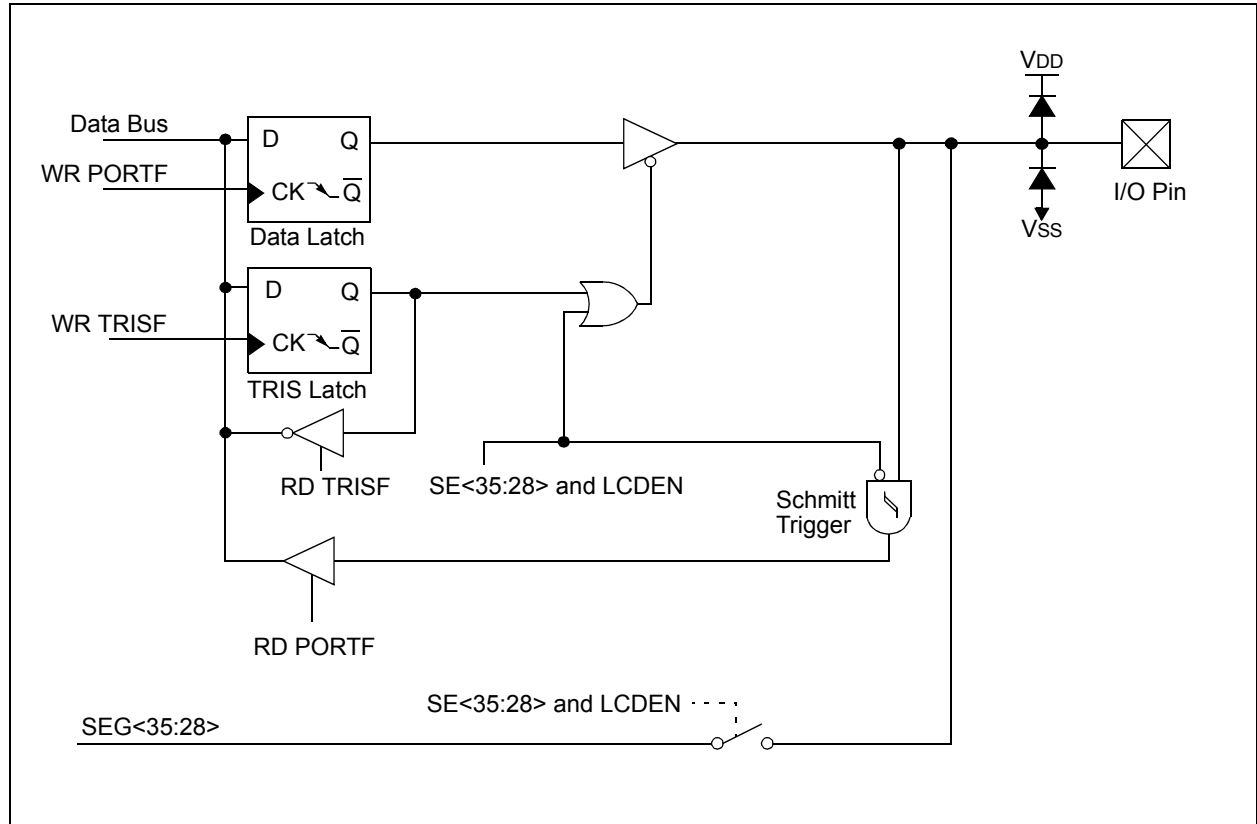 VDD
Data Bus
D Q
WR PORTF
CK Q
I/O Pin
Data Latch
VSS
D Q
WR TRISF
CK Q
TRIS Latch
RD TRISF
SE<35:28> and LCDEN
Schmitt
Trigger
RD PORTF
SE<35:28> and LCDEN
SEG<35:28>